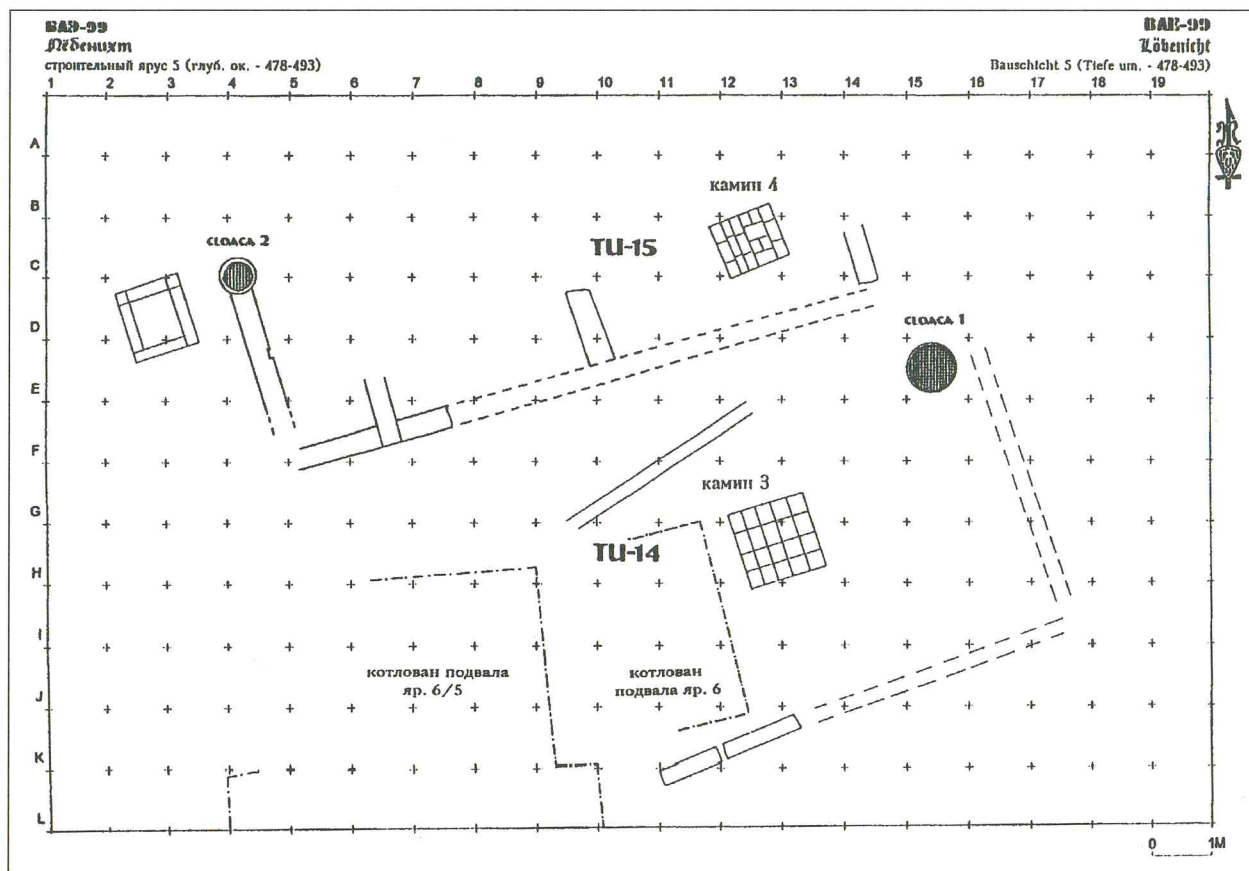 ВАЭ-99
Лёбенихт
строительный ярус 5 (глуб. ок. - 478-493)
BAE-99
Löbenicht
Bauschicht 5 (Tiefe um. - 478-493)
1 2 3 4 5 6 7 8 9 10 11 12 13 14 15 16 17 18 19
A
B
C
D
E
F
G
H
I
J
K
L
камин 4
TU-15
CLOACA 2
CLOACA 1
камин 3
TU-14
котлован подвала
яр. 6/5
котлован
подвала яр. 6
0 1М